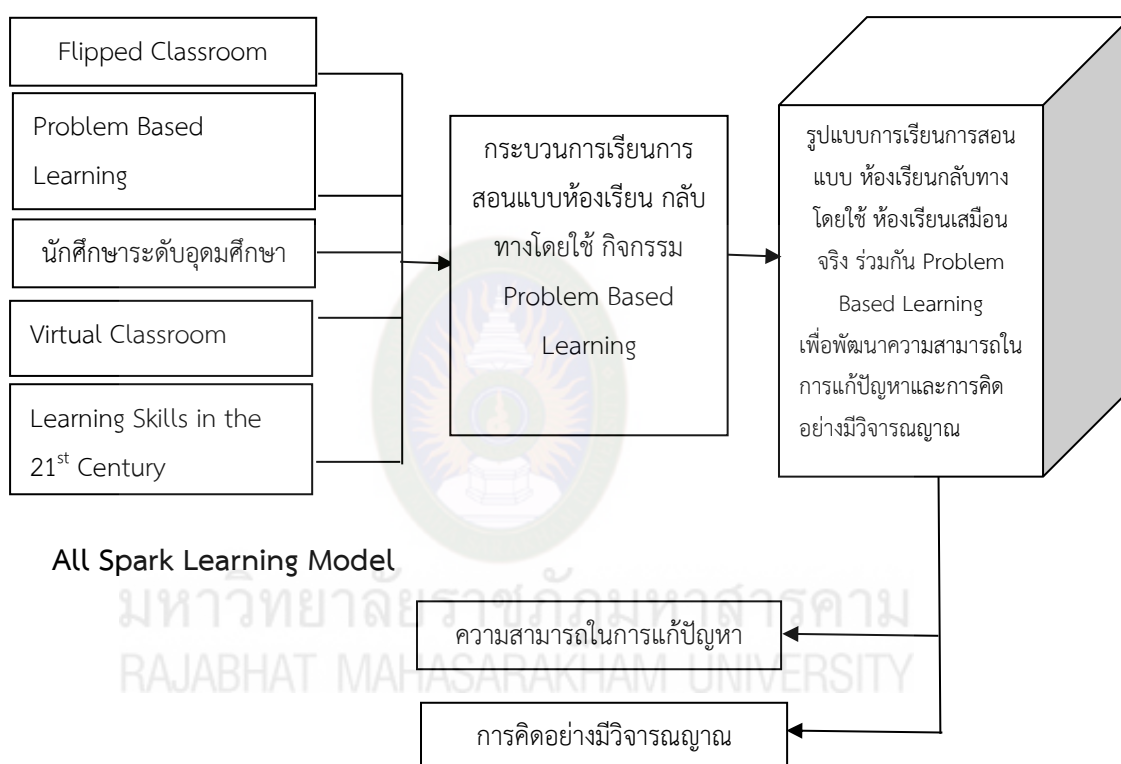 Flipped Classroom
Problem Based
Learning
นักศึกษาระดับอุดมศึกษา
Virtual Classroom
Learning Skills in the
21st Century
กระบวนการเรียนการ
สอนแบบห้องเรียน กลับ
ทางโดยใช้ กิจกรรม
Problem Based
Learning
รูปแบบการเรียนการสอน
แบบ ห้องเรียนกลับทาง
โดยใช้ ห้องเรียนเสมือน
จริง ร่วมกัน Problem
Based Learning
เพื่อพัฒนาความสามารถใน
การแก้ปัญหาและการคิด
อย่างมีวิจารณญาณ
All Spark Learning Model
มหาวิทยาลัยราชภัฏมหาสารคาม
RAJABHAT MAHASARAKHAM UNIVERSITY
ความสามารถในการแก้ปัญหา
การคิดอย่างมีวิจารณญาณ